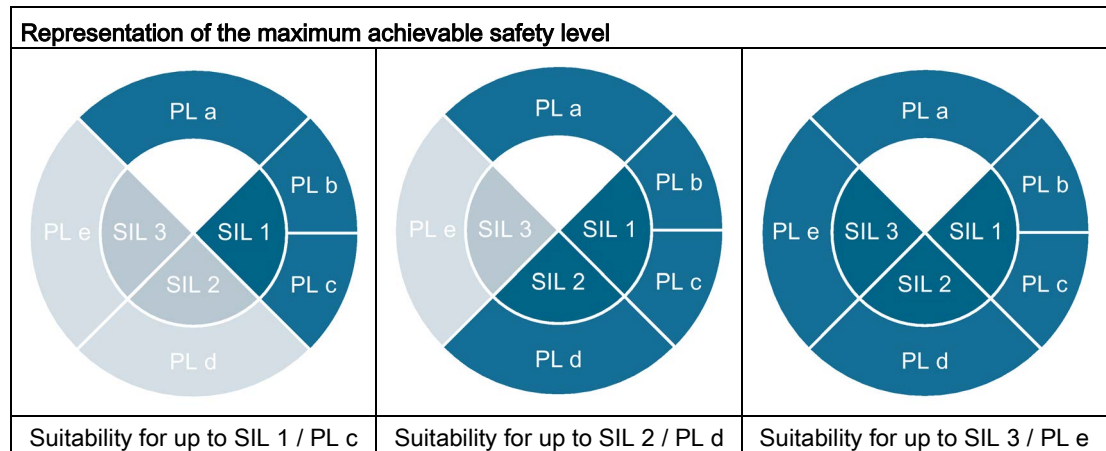 Representation of the maximum achievable safety level
PL a
PL b
PL e
SIL 3
SIL 1
SIL 2
PL c
PL d
PL a
PL b
PL e
SIL 3
SIL 1
SIL 2
PL c
PL d
PL a
PL b
PL e
SIL 3
SIL 1
SIL 2
PL c
PL d
Suitability for up to SIL 1 / PL c
Suitability for up to SIL 2 / PL d
Suitability for up to SIL 3 / PL e